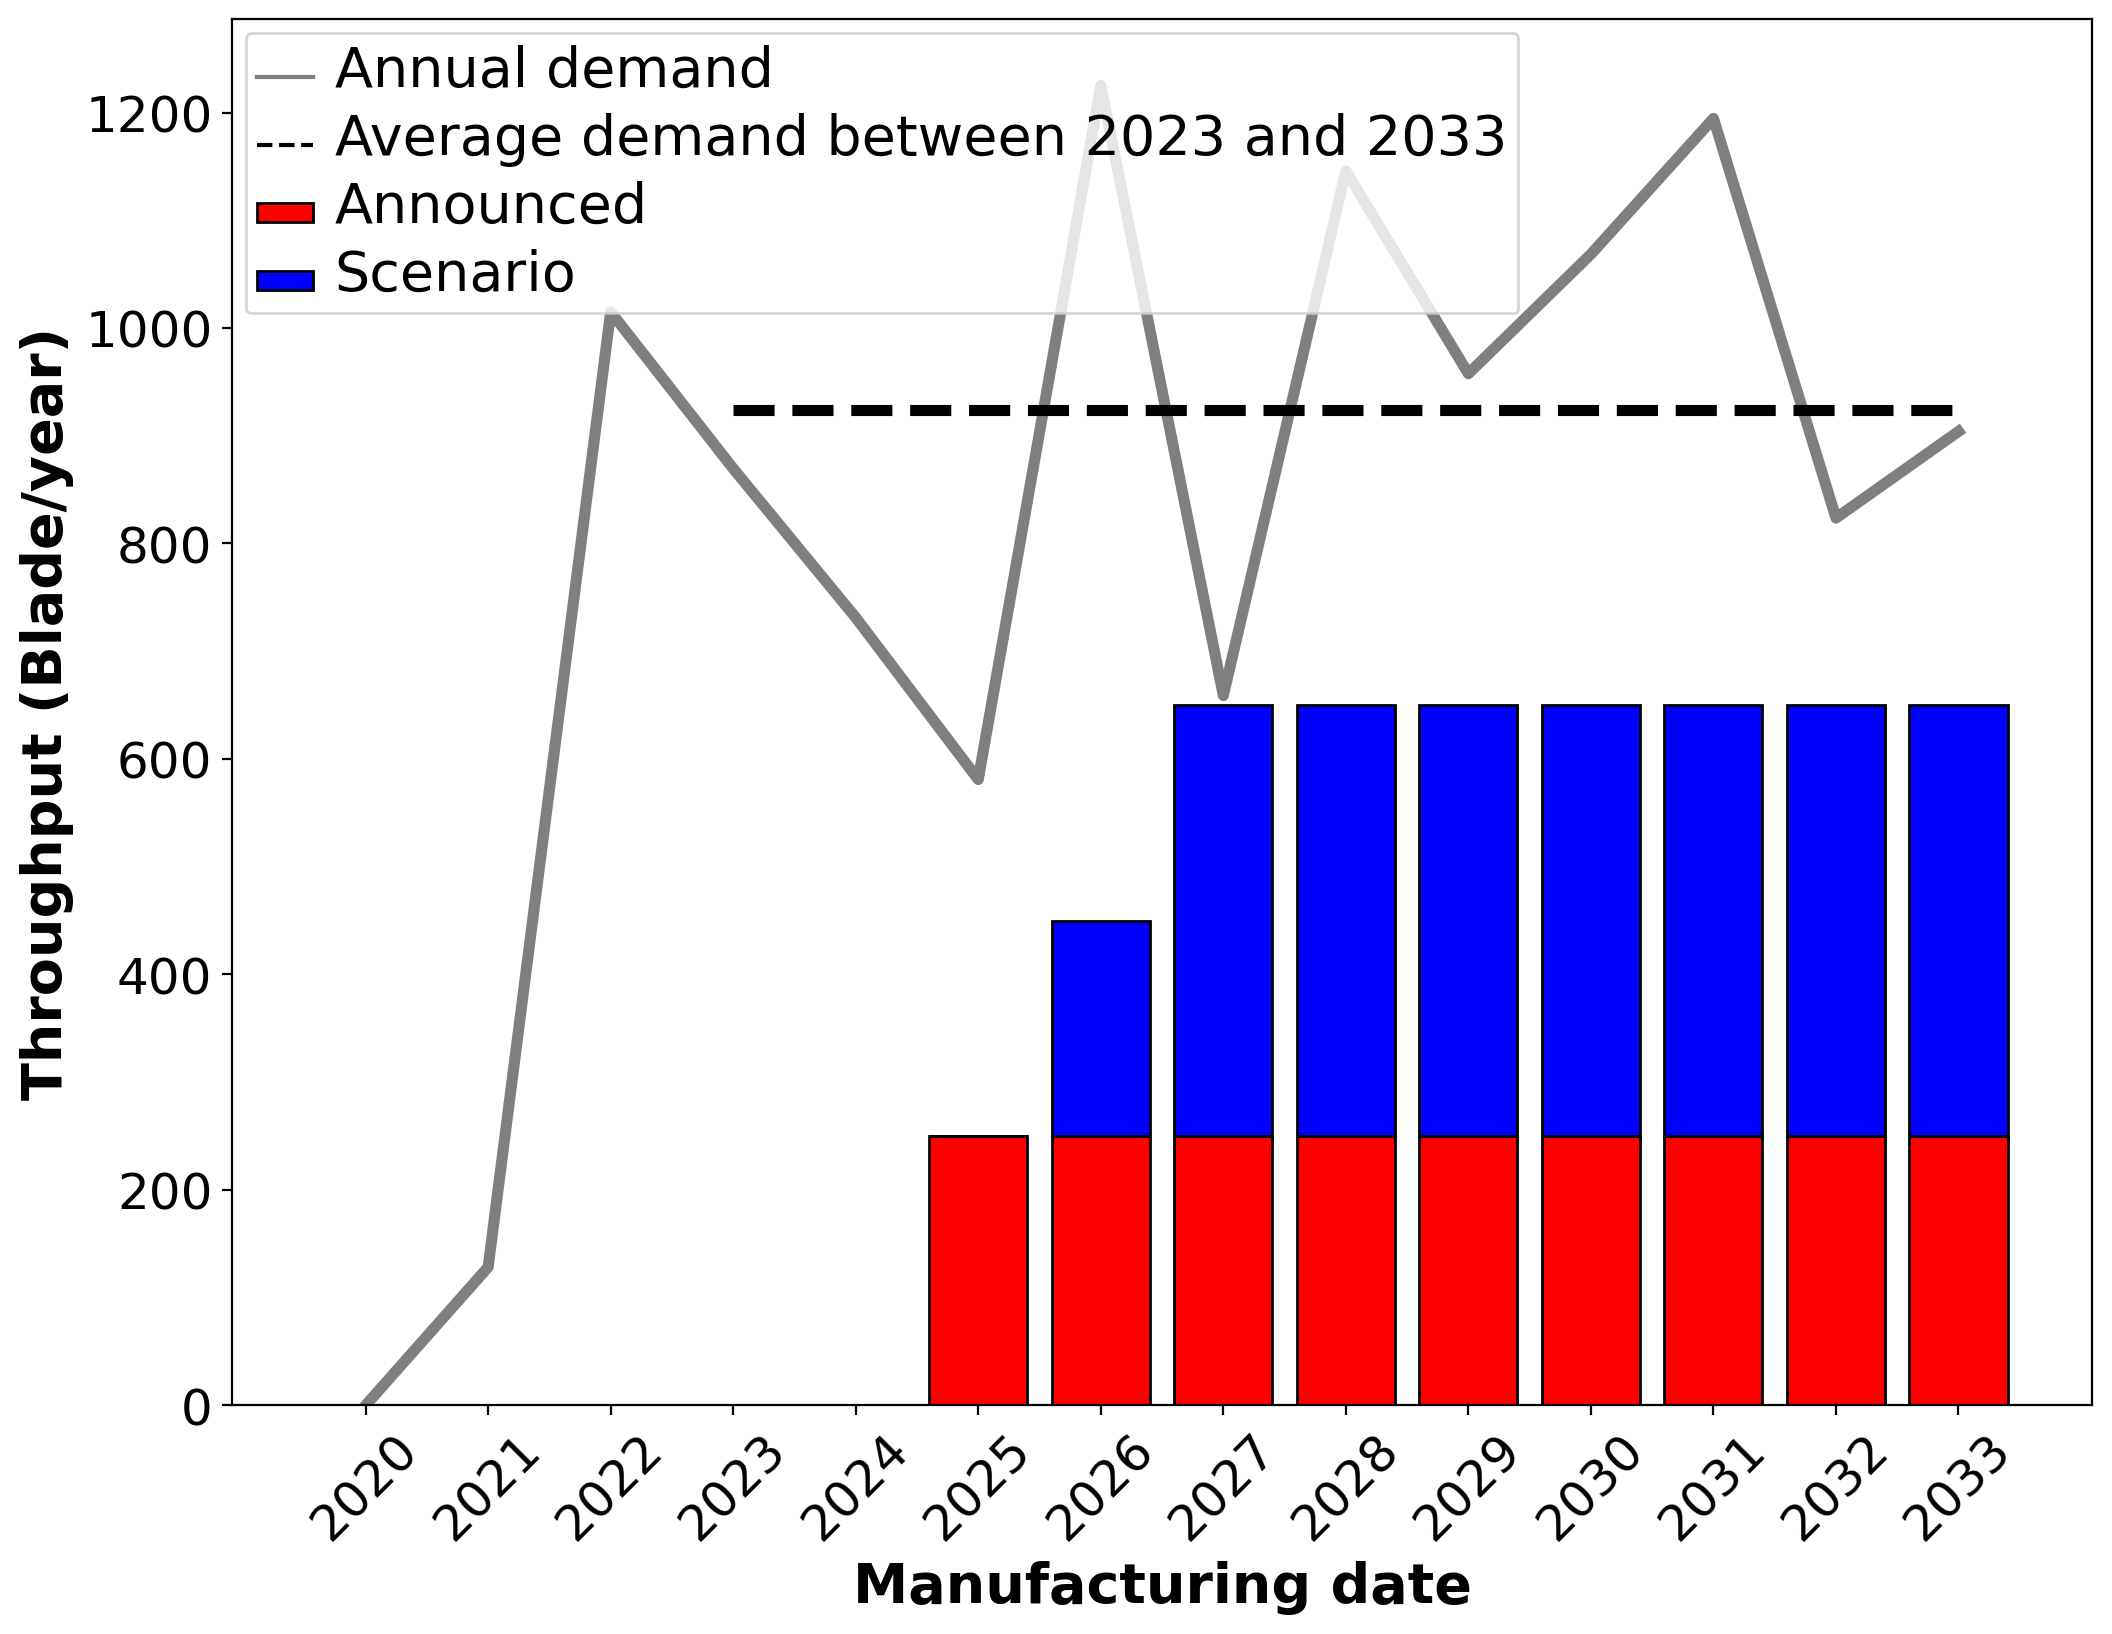 Annual demand
Average demand between 2023 and 2033
Announced
Scenario
Throughput (Blade/year)
1200
1000
800
600
400
200
0
2020 2021 2022 2023 2024 2025 2026 2027 2028 2029 2030 2031 2032 2033
Manufacturing date